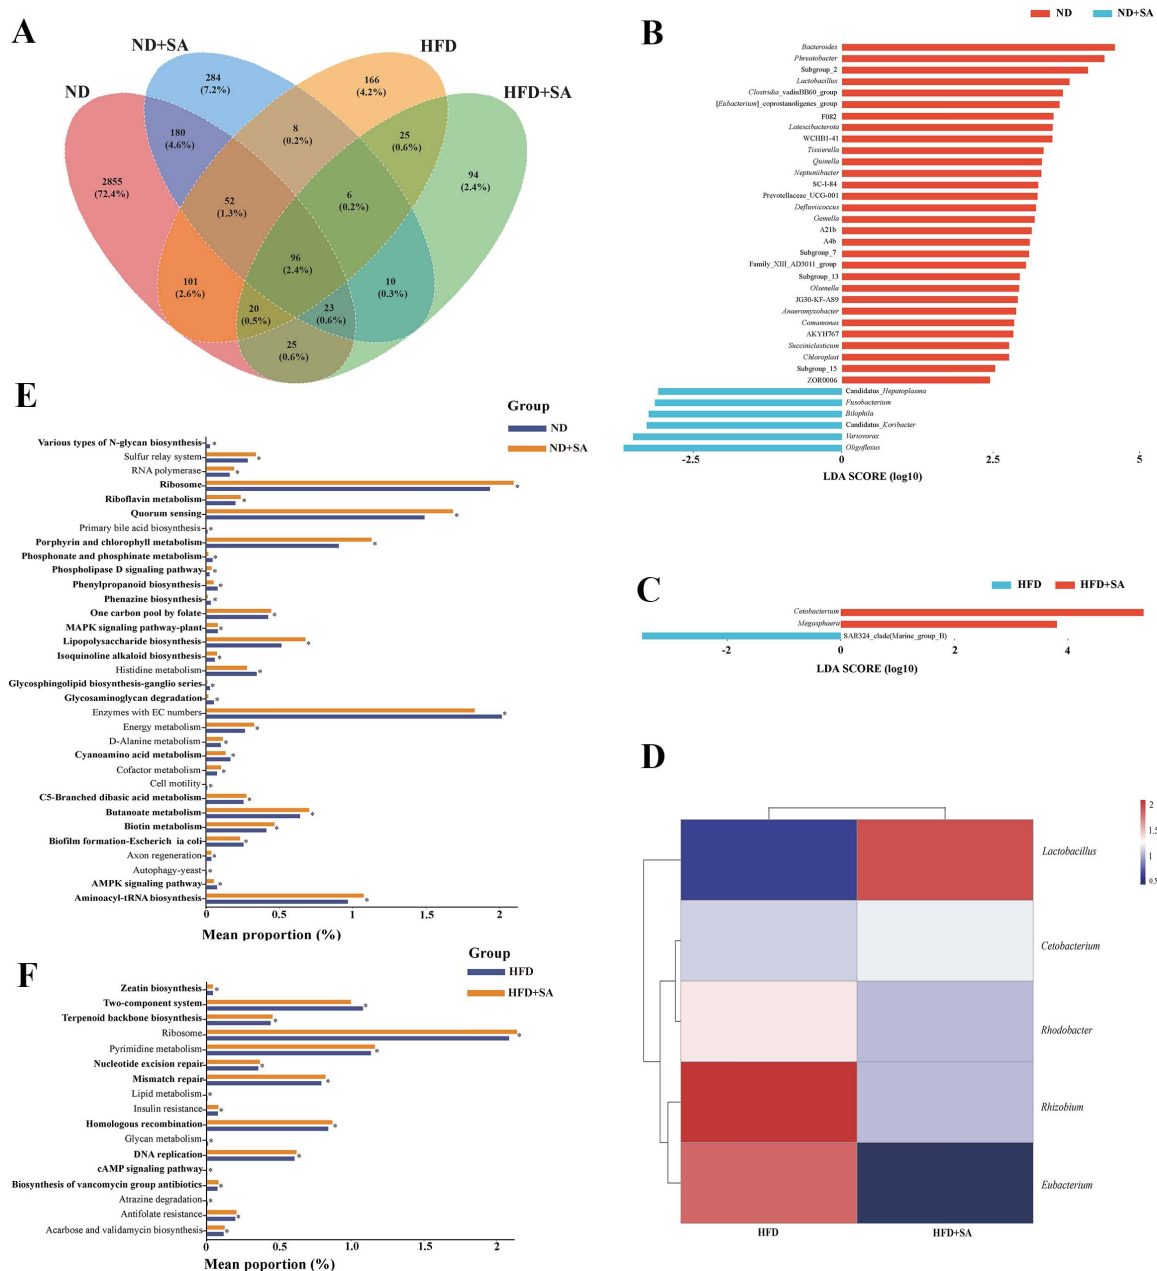 A
ND
ND+SA
HFD
HFD+SA
284
(7.2%)
166
(4.2%)
180
(4.6%)
8
(0.2%)
25
(0.6%)
2855
(72.4%)
52
(1.3%)
6
(0.2%)
94
(2.4%)
96
(2.4%)
101
(2.6%)
10
(0.3%)
20
(0.5%)
23
(0.6%)
25
(0.6%)
B
ND
ND+SA
Bacteroidex
Phreatobacter
Subgroup_2
Lactobacillus
Clostridia_vadinBB60_group
[Eubacterium]_coprostanoligenes_group
F082
Latescibacterota
WCHB1-41
Tissierella
Quinella
Neptuniibacter
SC-I-84
Prevotellaceae_UCG-001
Defluviicoccus
Gemella
A21b
A4b
Subgroup_7
Family_XIII_AD3011_group
Subgroup_13
Olsenella
JG30-KF-AS9
Anaeromyxobacter
Comamonas
AKYH767
Succiniclasticum
Chloroplast
Subgroup_15
ZOR0006
Candidatus_Hepatoplasma
Fusobacterium
Bilophila
Candidatus_Koribacter
Variovorax
Oligoflexus
-2.5
0
2.5
5
LDA SCORE (log10)
C
HFD
HFD+SA
Cetobacterium
Megasphaera
SAR324_clade(Marine_group_B)
-2
0
2
4
LDA SCORE (log10)
D
Lactobacillus
Cetobacterium
Rhodobacter
Rhizobium
Eubacterium
HFD
HFD+SA
2
1.5
1
0.5
E
Group
ND
ND+SA
Various types of N-glycan biosynthesis *
Sulfur relay system *
RNA polymerase *
Ribosome *
Riboflavin metabolism *
Quorum sensing *
Primary bile acid biosynthesis *
Porphyrin and chlorophyll metabolism *
Phosphonate and phosphinate metabolism *
Phospholipase D signaling pathway *
Phenylpropanoid biosynthesis *
Phenazine biosynthesis *
One carbon pool by folate *
MAPK signaling pathway-plant *
Lipopolysaccharide biosynthesis *
Isoquinoline alkaloid biosynthesis *
Histidine metabolism *
Glycosphingolipid biosynthesis-ganglio series *
Glycosaminoglycan degradation *
Enzymes with EC numbers *
Energy metabolism *
D-Alanine metabolism *
Cyanoamino acid metabolism *
Cofactor metabolism *
Cell motility *
C5-Branched dibasic acid metabolism *
Butanoate metabolism *
Biotin metabolism *
Biofilm formation-Escherich ia coli *
Axon regeneration *
Autophagy-yeast *
AMPK signaling pathway *
Aminoacyl-tRNA biosynthesis *
0
0.5
1
1.5
2
Mean proportion (%)
F
Group
HFD
HFD+SA
Zeatin biosynthesis *
Two-component system *
Terpenoid backbone biosynthesis *
Ribosome *
Pyrimidine metabolism *
Nucleotide excision repair *
Mismatch repair *
Lipid metabolism *
Insulin resistance *
Homologous recombination *
Glycan metabolism *
DNA replication *
cAMP signaling pathway *
Biosynthesis of vancomycin group antibiotics *
Atrazine degradation *
Antifolate resistance *
Acarbose and validamycin biosynthesis *
0
0.5
1.0
1.5
2
Mean poportion (%)